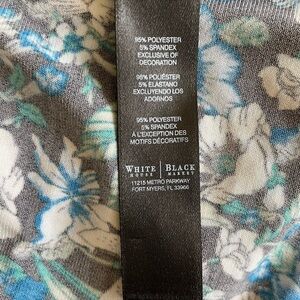 95% POLYESTER
5% SPANDEX
EXCLUSIVE OF
DECORATION
95% POLIÉSTER
5% ELASTANO
EXCLUYENDO LOS
ADORNOS
95% POLYESTER
5% SPANDEX
À L'EXCEPTION DES
MOTIFS DÉCORATIFS
WHITE | BLACK
HOUSE MARKET
11215 METRO PARKWAY
FORT MYERS, FL 33966